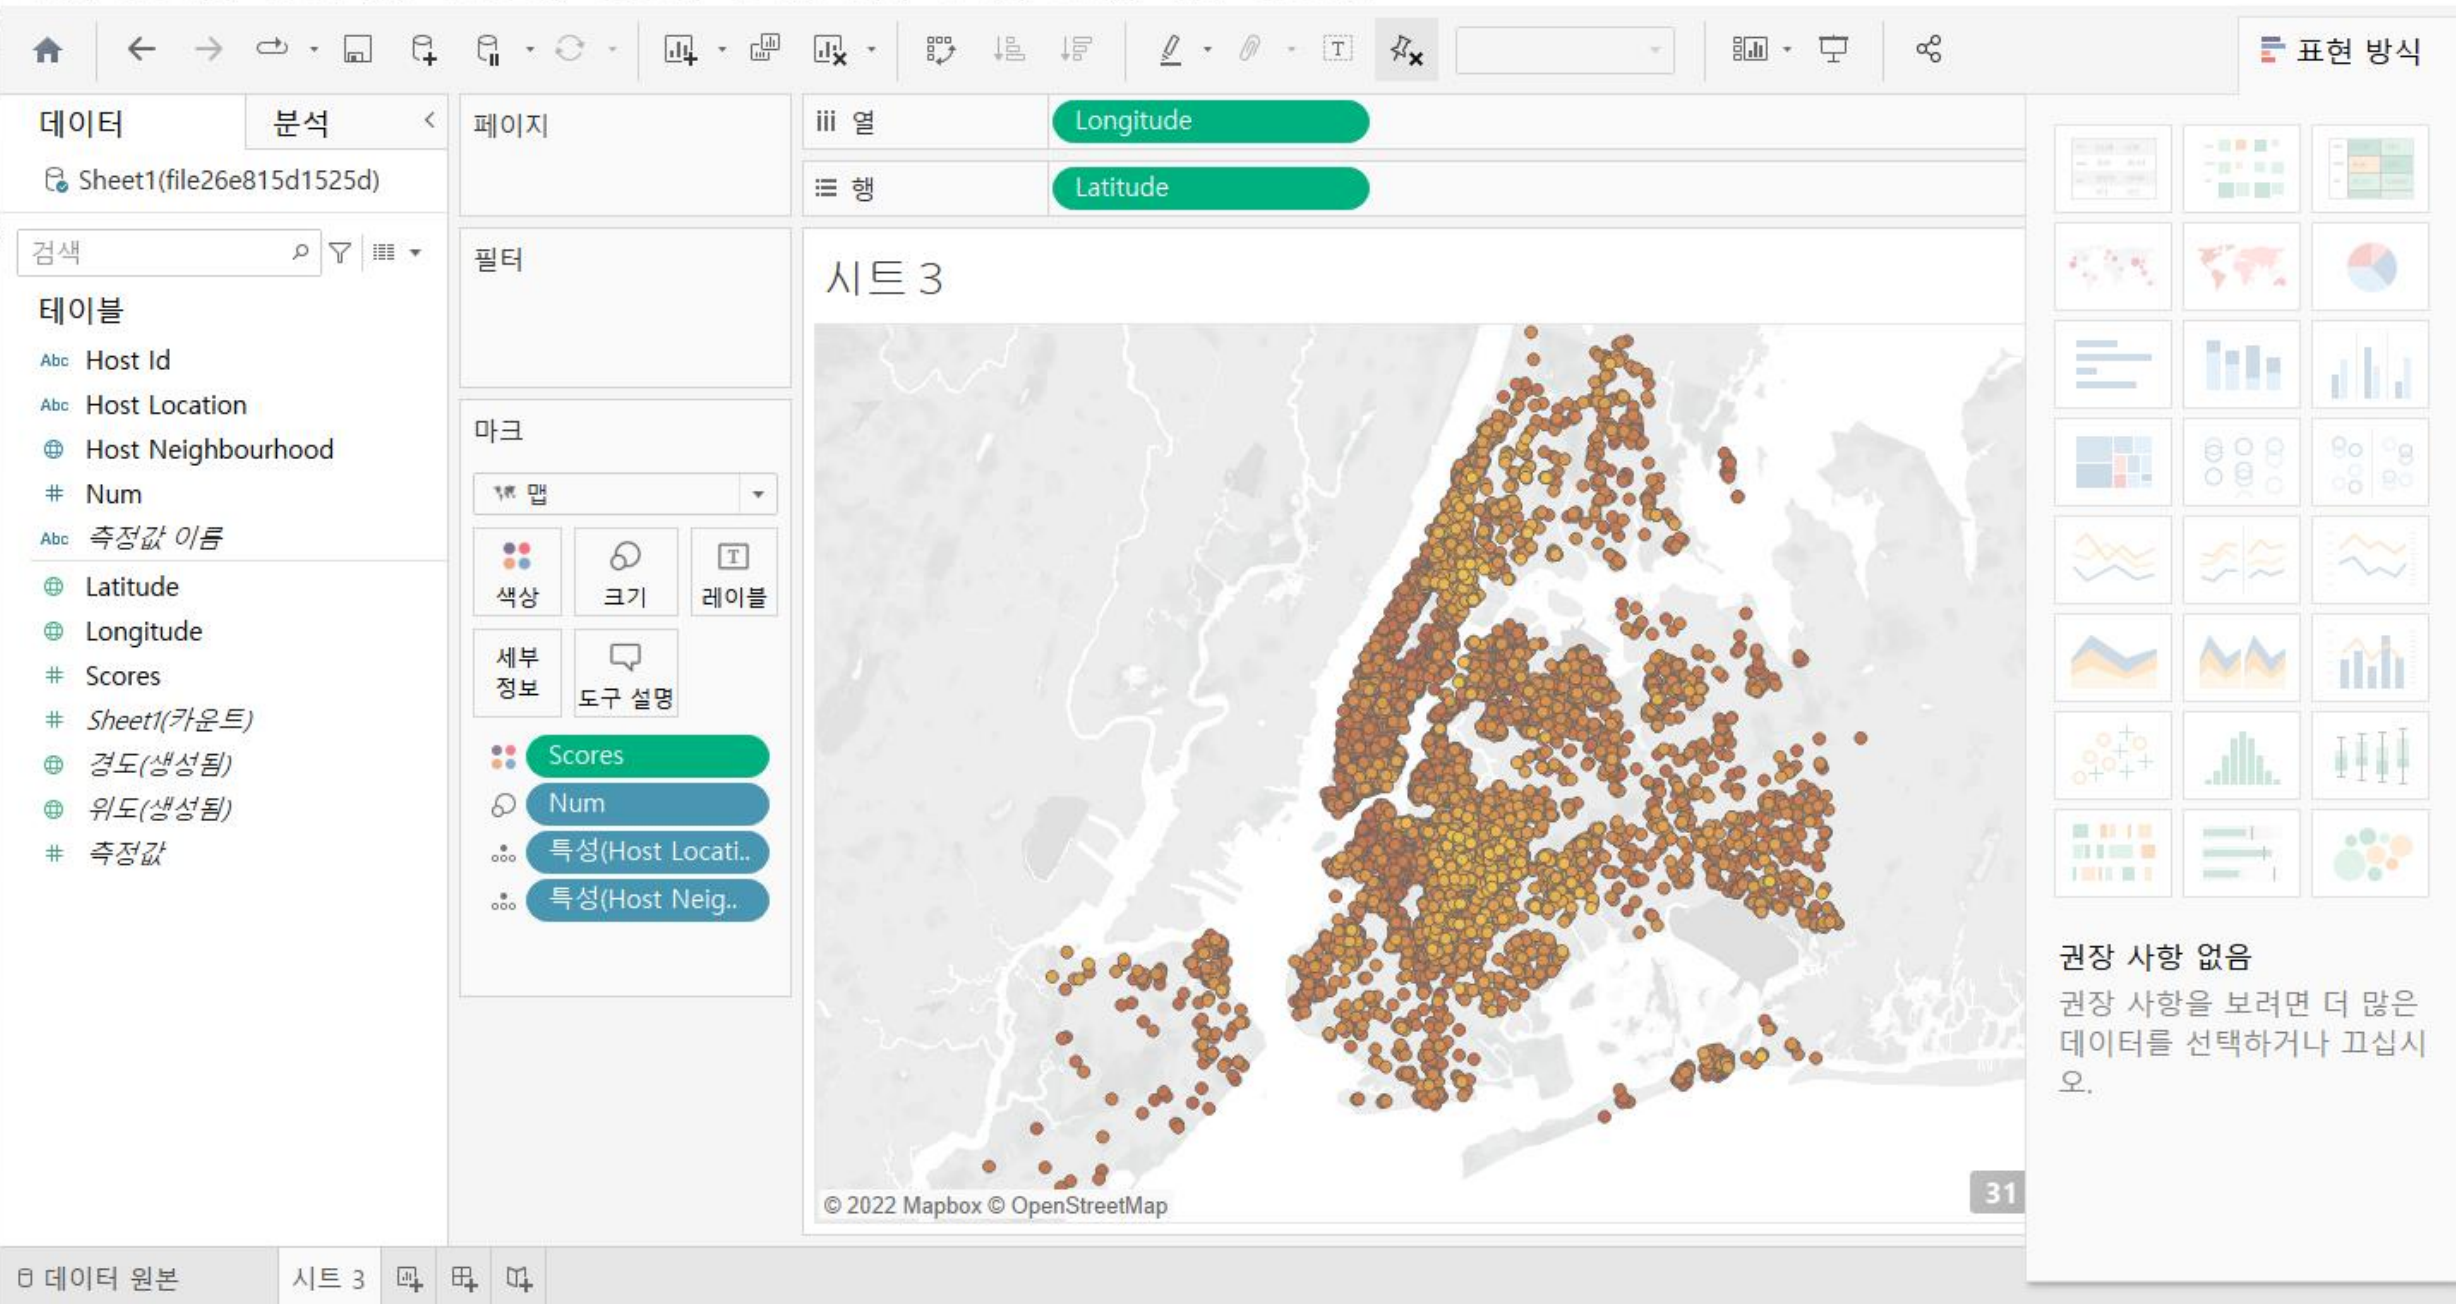 표현 방식
데이터
분석
Sheet1(file26e815d1525d)
검색
테이블
Abc Host Id
Abc Host Location
Host Neighbourhood
# Num
Abc 측정값 이름
Latitude
Longitude
# Scores
# Sheet1(카운트)
경도(생성됨)
위도(생성됨)
# 측정값
페이지
필터
마크
맵
색상
크기
레이블
세부
정보
도구 설명
Scores
Num
특성(Host Locati..
특성(Host Neig..
iii 열
Longitude
행
Latitude
시트 3
© 2022 Mapbox © OpenStreetMap
31
권장 사항 없음
권장 사항을 보려면 더 많은
데이터를 선택하거나 끄십시
오.
데이터 원본
시트 3